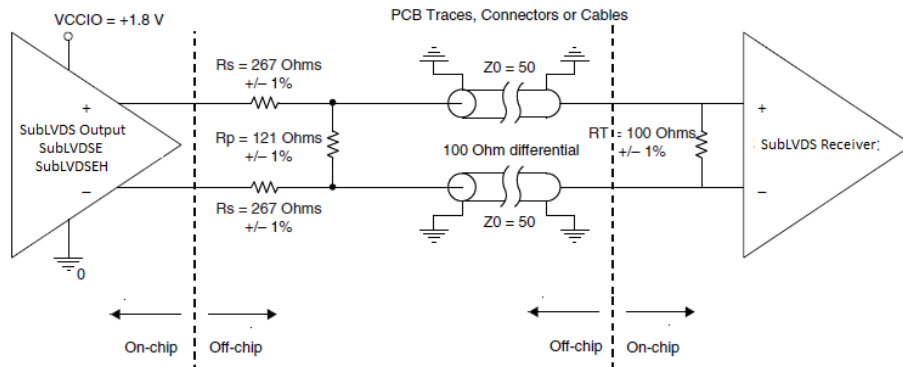 PCB Traces, Connectors or Cables
VCCIO = +1.8 V
Rs = 267 Ohms
+/– 1%
Z0 = 50
+
SubLVDS Output
SubLVDSE
SubLVDSEH
–
Rp = 121 Ohms
+/– 1%
100 Ohm differential
RT = 100 Ohms
+/– 1%
+
SubLVDS Receiver
–
Rs = 267 Ohms
+/– 1%
Z0 = 50
0
On-chip
Off-chip
Off-chip
On-chip